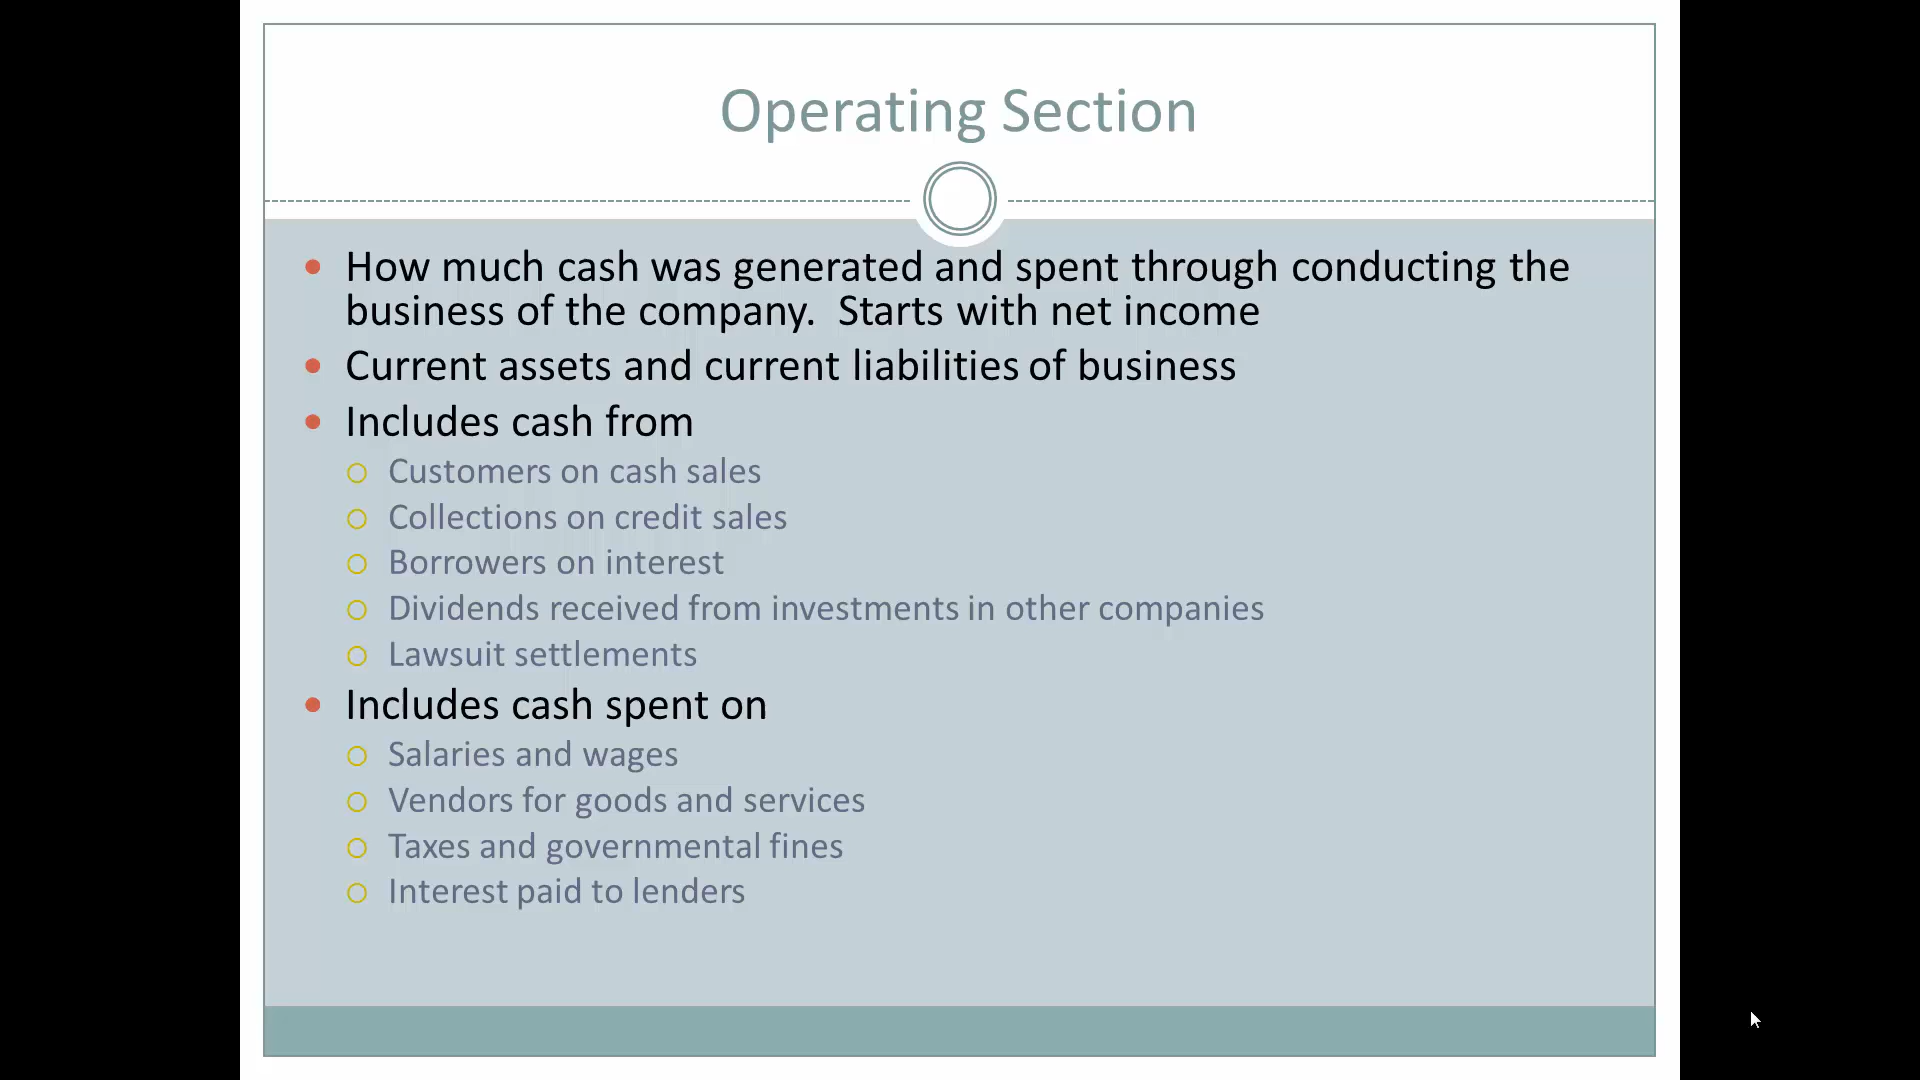 Operating Section
How much cash was generated and spent through conducting the
business of the company.  Starts with net income
Current assets and current liabilities of business
Includes cash from
Customers on cash sales
Collections on credit sales
Borrowers on interest
Dividends received from investments in other companies
Lawsuit settlements
Includes cash spent on
Salaries and wages
Vendors for goods and services
Taxes and governmental fines
Interest paid to lenders